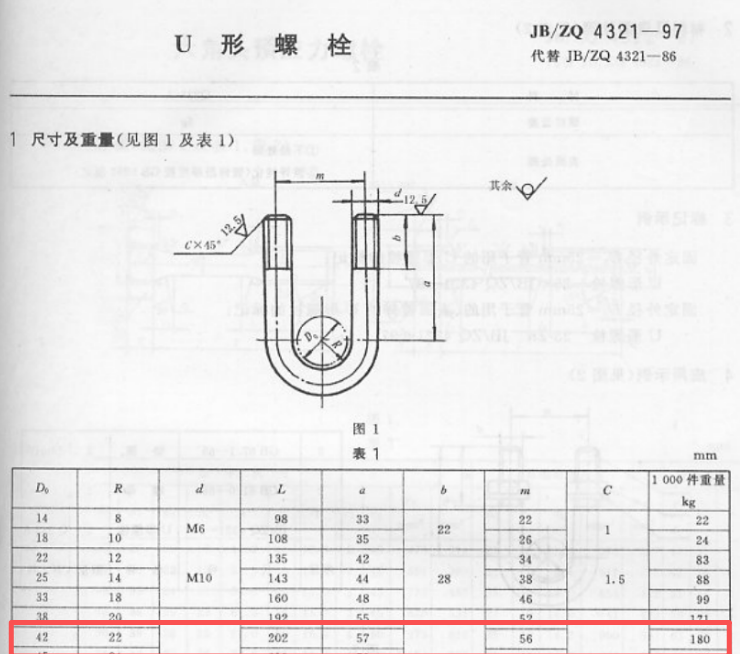 U 形 螺 栓
JB/ZQ 4321-97
代替 JB/ZQ 4321-86
1 尺寸及重量(见图 1 及表 1)
m
d
12.5
其余
12.5
b
C×45°
a
D₀
R
图 1
表 1
mm
D₀ R d L a b m C 1 000 件重量 kg
14 8 M6 98 33 22 22 1 22
18 10 108 35 26 24
22 12 M10 135 42 28 34 1.5 83
25 14 143 44 38 88
33 18 160 48 46 99
38 20 192 55 52 171
42 22 202 57 56 180